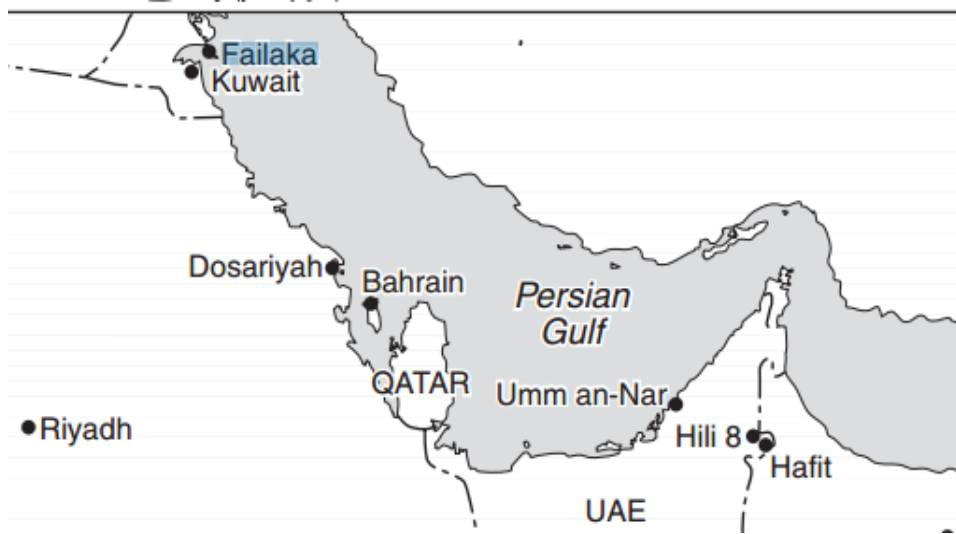 Failaka
Kuwait
Dosariyah
Bahrain
Persian
Gulf
QATAR
Umm an-Nar
Riyadh
Hili 8
Hafit
UAE